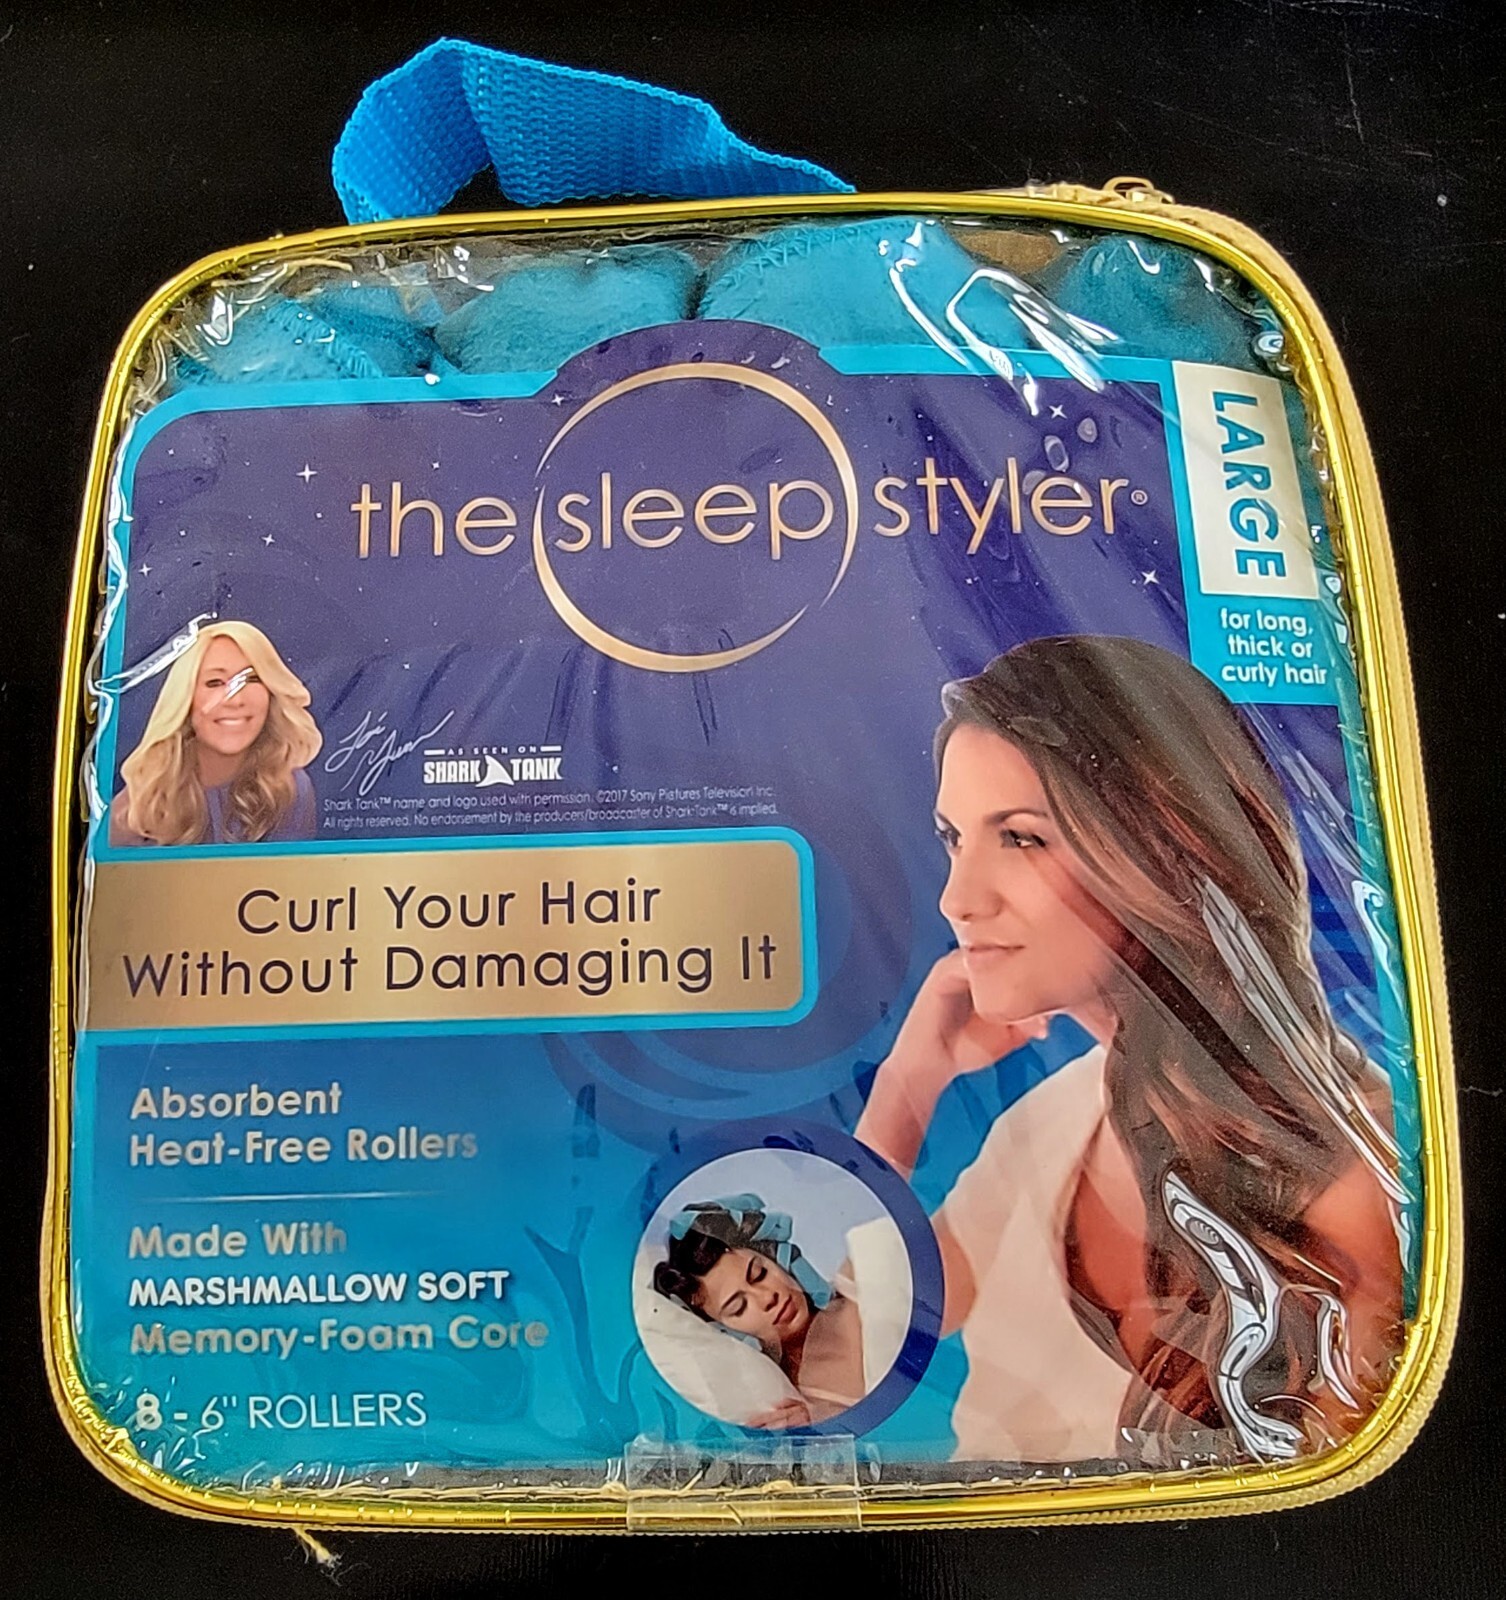 the sleep styler®
LARGE
for long,
thick or
curly hair
AS SEEN ON
SHARK TANK
Shark Tank™ name and logo used with permission. ©2017 Sony Pictures Television Inc.
All rights reserved. No endorsement by the producers/broadcaster of Shark Tank™ is implied.
Curl Your Hair
Without Damaging It
Absorbent
Heat-Free Rollers
Made With
MARSHMALLOW SOFT
Memory-Foam Core
8 - 6" ROLLERS